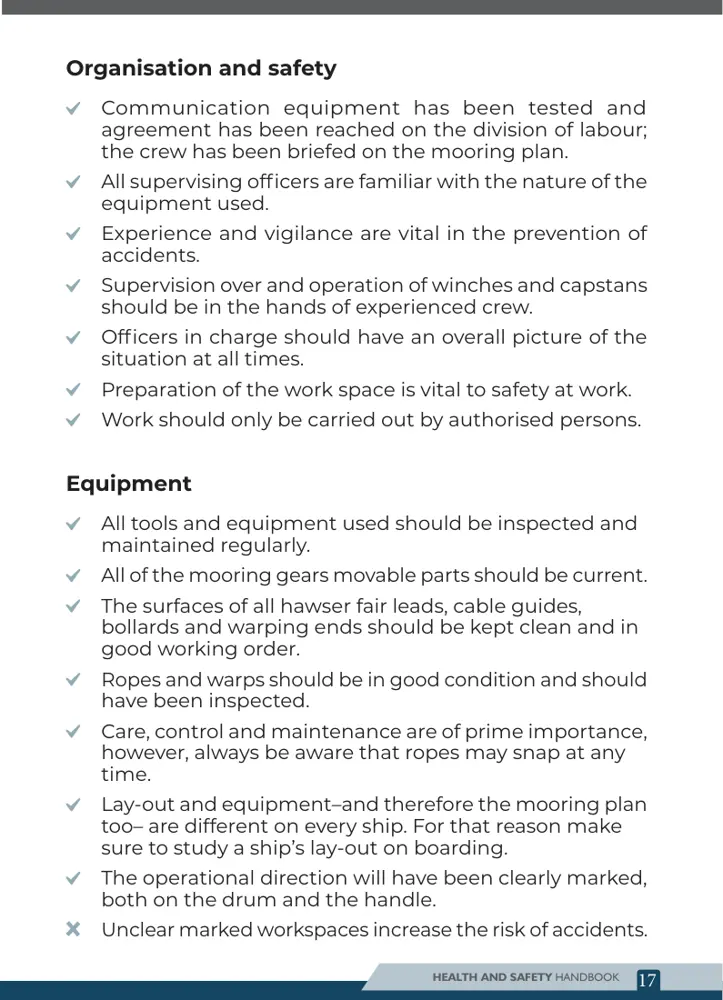 Organisation and safety
Communication equipment has been tested and
agreement has been reached on the division of labour;
the crew has been briefed on the mooring plan.
All supervising officers are familiar with the nature of the
equipment used.
Experience and vigilance are vital in the prevention of
accidents.
Supervision over and operation of winches and capstans
should be in the hands of experienced crew.
Officers in charge should have an overall picture of the
situation at all times.
Preparation of the work space is vital to safety at work.
Work should only be carried out by authorised persons.
Equipment
All tools and equipment used should be inspected and
maintained regularly.
All of the mooring gears movable parts should be current.
The surfaces of all hawser fair leads, cable guides,
bollards and warping ends should be kept clean and in
good working order.
Ropes and warps should be in good condition and should
have been inspected.
Care, control and maintenance are of prime importance,
however, always be aware that ropes may snap at any
time.
Lay-out and equipment–and therefore the mooring plan
too– are different on every ship. For that reason make
sure to study a ship’s lay-out on boarding.
The operational direction will have been clearly marked,
both on the drum and the handle.
Unclear marked workspaces increase the risk of accidents.
HEALTH AND SAFETY HANDBOOK 17